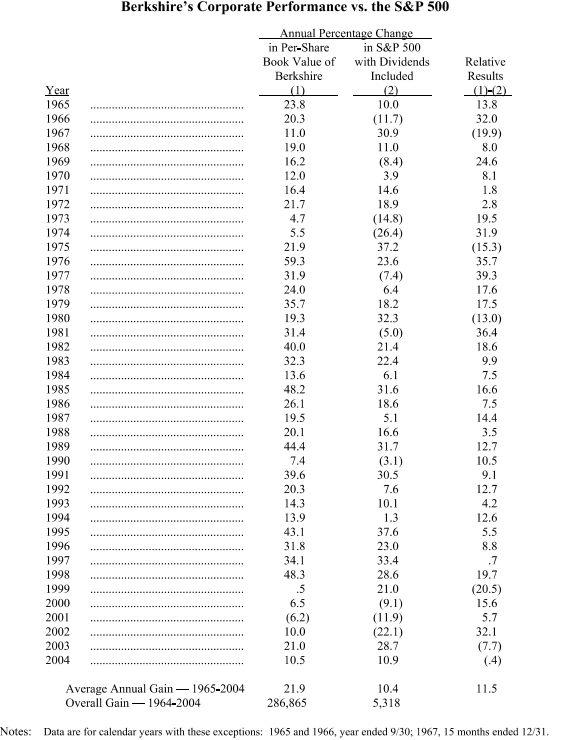 Berkshire's Corporate Performance vs. the S&P 500
Annual Percentage Change
in Per-Share in S&P 500
Book Value of with Dividends Relative
Berkshire Included Results
Year (1) (2) (1)-(2)
1965 .................................................. 23.8 10.0 13.8
1966 .................................................. 20.3 (11.7) 32.0
1967 .................................................. 11.0 30.9 (19.9)
1968 .................................................. 19.0 11.0 8.0
1969 .................................................. 16.2 (8.4) 24.6
1970 .................................................. 12.0 3.9 8.1
1971 .................................................. 16.4 14.6 1.8
1972 .................................................. 21.7 18.9 2.8
1973 .................................................. 4.7 (14.8) 19.5
1974 .................................................. 5.5 (26.4) 31.9
1975 .................................................. 21.9 37.2 (15.3)
1976 .................................................. 59.3 23.6 35.7
1977 .................................................. 31.9 (7.4) 39.3
1978 .................................................. 24.0 6.4 17.6
1979 .................................................. 35.7 18.2 17.5
1980 .................................................. 19.3 32.3 (13.0)
1981 .................................................. 31.4 (5.0) 36.4
1982 .................................................. 40.0 21.4 18.6
1983 .................................................. 32.3 22.4 9.9
1984 .................................................. 13.6 6.1 7.5
1985 .................................................. 48.2 31.6 16.6
1986 .................................................. 26.1 18.6 7.5
1987 .................................................. 19.5 5.1 14.4
1988 .................................................. 20.1 16.6 3.5
1989 .................................................. 44.4 31.7 12.7
1990 .................................................. 7.4 (3.1) 10.5
1991 .................................................. 39.6 30.5 9.1
1992 .................................................. 20.3 7.6 12.7
1993 .................................................. 14.3 10.1 4.2
1994 .................................................. 13.9 1.3 12.6
1995 .................................................. 43.1 37.6 5.5
1996 .................................................. 31.8 23.0 8.8
1997 .................................................. 34.1 33.4 .7
1998 .................................................. 48.3 28.6 19.7
1999 .................................................. .5 21.0 (20.5)
2000 .................................................. 6.5 (9.1) 15.6
2001 .................................................. (6.2) (11.9) 5.7
2002 .................................................. 10.0 (22.1) 32.1
2003 .................................................. 21.0 28.7 (7.7)
2004 .................................................. 10.5 10.9 (.4)
Average Annual Gain — 1965-2004 21.9 10.4 11.5
Overall Gain — 1964-2004 286,865 5,318
Notes: Data are for calendar years with these exceptions: 1965 and 1966, year ended 9/30; 1967, 15 months ended 12/31.